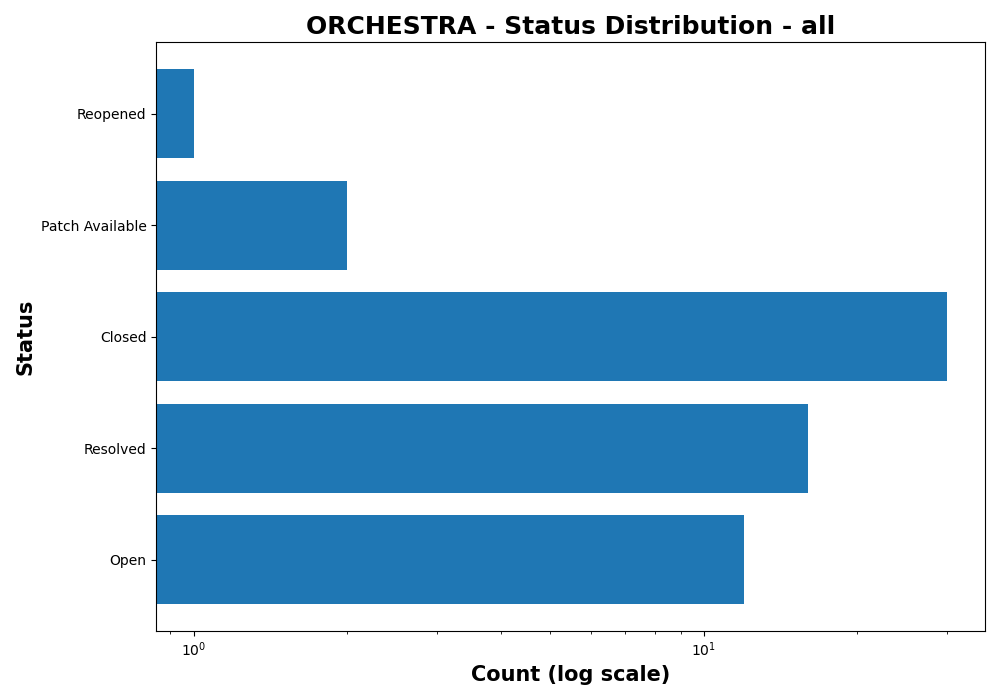 ORCHESTRA - Status Distribution - all
Reopened
Patch Available
Closed
Resolved
Open
Status
10⁰
10¹
Count (log scale)